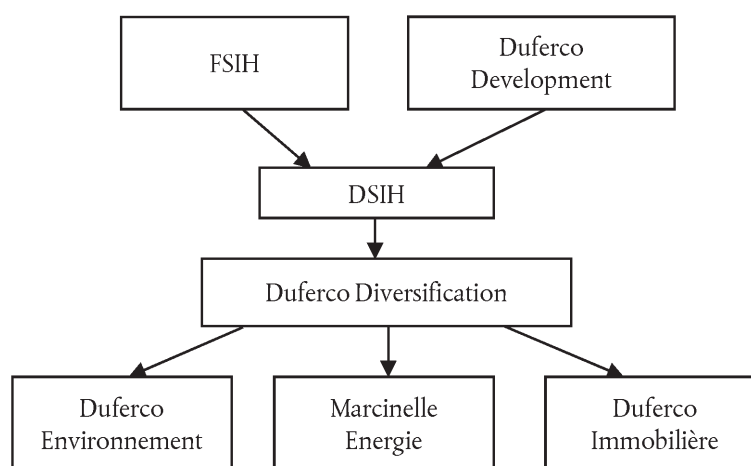 FSIH
Duferco
Development
DSIH
Duferco Diversification
Duferco
Environnement
Marcinelle
Energie
Duferco
Immobilière